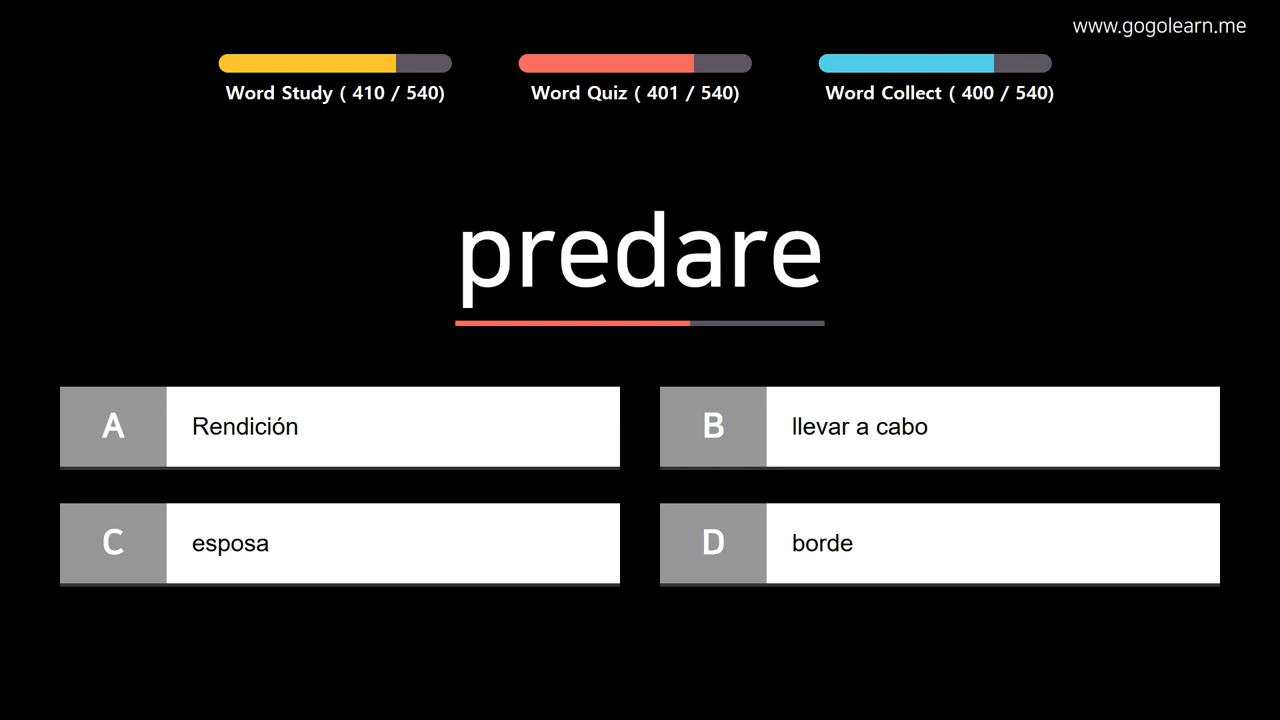 www.gogolearn.me
Word Study ( 410 / 540)
Word Quiz ( 401 / 540)
Word Collect ( 400 / 540)
predare
A Rendición
B llevar a cabo
C esposa
D borde